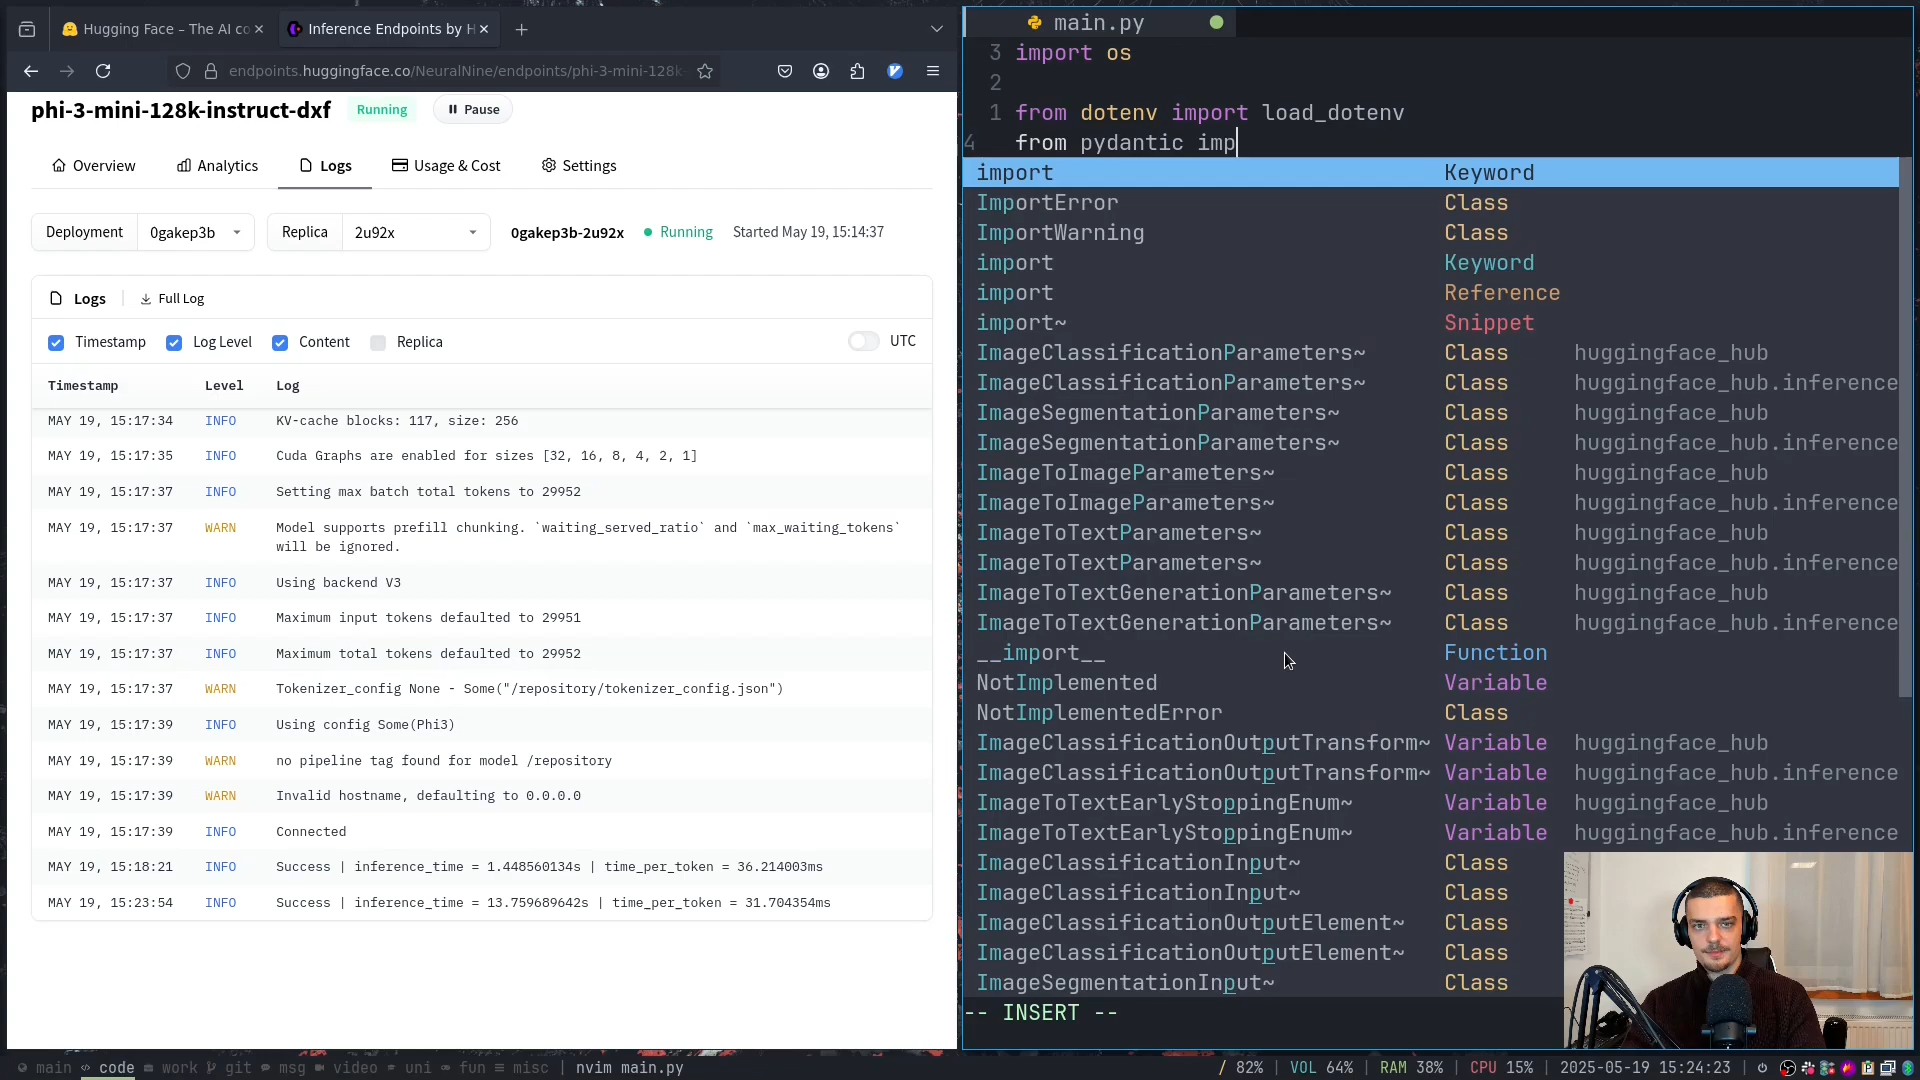 Hugging Face – The AI co
Inference Endpoints by H
endpoints.huggingface.co/NeuralNine/endpoints/phi-3-mini-128k-
phi-3-mini-128k-instruct-dxf Running Pause
Overview Analytics Logs Usage & Cost Settings
Deployment 0gakep3b Replica 2u92x 0gakep3b-2u92x Running Started May 19, 15:14:37
Logs Full Log
Timestamp Log Level Content Replica UTC
Timestamp Level Log
MAY 19, 15:17:34 INFO KV-cache blocks: 117, size: 256
MAY 19, 15:17:35 INFO Cuda Graphs are enabled for sizes [32, 16, 8, 4, 2, 1]
MAY 19, 15:17:37 INFO Setting max batch total tokens to 29952
MAY 19, 15:17:37 WARN Model supports prefill chunking. `waiting_served_ratio` and `max_waiting_tokens`
will be ignored.
MAY 19, 15:17:37 INFO Using backend V3
MAY 19, 15:17:37 INFO Maximum input tokens defaulted to 29951
MAY 19, 15:17:37 INFO Maximum total tokens defaulted to 29952
MAY 19, 15:17:37 WARN Tokenizer_config None - Some("/repository/tokenizer_config.json")
MAY 19, 15:17:39 INFO Using config Some(Phi3)
MAY 19, 15:17:39 WARN no pipeline tag found for model /repository
MAY 19, 15:17:39 WARN Invalid hostname, defaulting to 0.0.0.0
MAY 19, 15:17:39 INFO Connected
MAY 19, 15:18:21 INFO Success | inference_time = 1.448560134s | time_per_token = 36.214003ms
MAY 19, 15:23:54 INFO Success | inference_time = 13.759689642s | time_per_token = 31.704354ms
main.py
3 import os
2
1 from dotenv import load_dotenv
4 from pydantic imp
import Keyword
ImportError Class
ImportWarning Class
import Keyword
import Reference
import~ Snippet
ImageClassificationParameters~ Class huggingface_hub
ImageClassificationParameters~ Class huggingface_hub.inference
ImageSegmentationParameters~ Class huggingface_hub
ImageSegmentationParameters~ Class huggingface_hub.inference
ImageToImageParameters~ Class huggingface_hub
ImageToImageParameters~ Class huggingface_hub.inference
ImageToTextParameters~ Class huggingface_hub
ImageToTextParameters~ Class huggingface_hub.inference
ImageToTextGenerationParameters~ Class huggingface_hub
ImageToTextGenerationParameters~ Class huggingface_hub.inference
__import__ Function
NotImplemented Variable
NotImplementedError Class
ImageClassificationOutputTransform~ Variable huggingface_hub
ImageClassificationOutputTransform~ Variable huggingface_hub.inference
ImageToTextEarlyStoppingEnum~ Variable huggingface_hub
ImageToTextEarlyStoppingEnum~ Variable huggingface_hub.inference
ImageClassificationInput~ Class
ImageClassificationInput~ Class
ImageClassificationOutputElement~ Class
ImageClassificationOutputElement~ Class
ImageSegmentationInput~ Class
-- INSERT --
main code work git msg video uni fun misc | nvim main.py
/ 82% | VOL 64% | RAM 38% | CPU 15% | 2025-05-19 15:24:23 |